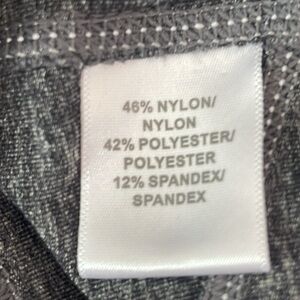 46% NYLON/
NYLON
42% POLYESTER/
POLYESTER
12% SPANDEX/
SPANDEX